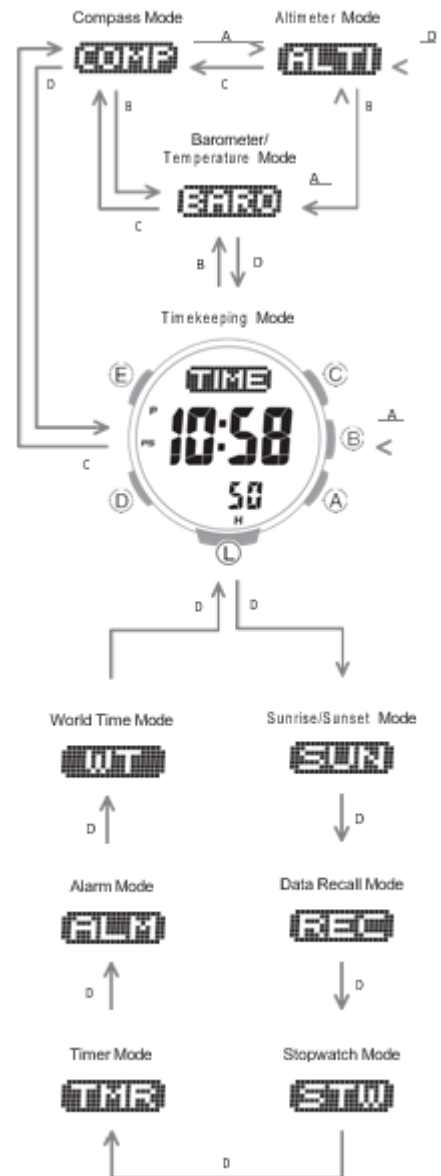 Compass Mode
Altimeter Mode
COMP
A
ALTI
D
D
C
B
B
Barometer/
Temperature Mode
A
BARO
C
B
D
Timekeeping Mode
E
TIME
C
P
10:58
A
PS
B
C
50
D
H
A
L
D
D
World Time Mode
Sunrise/Sunset Mode
WT
SUN
D
D
Alarm Mode
Data Recall Mode
ALM
REC
D
D
Timer Mode
Stopwatch Mode
TMR
STW
D